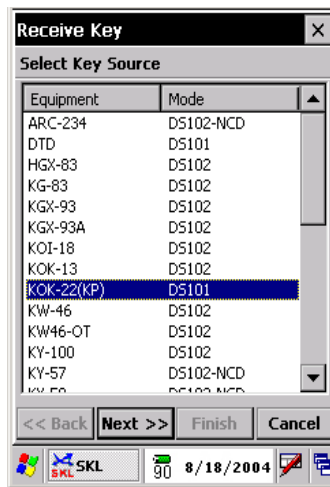 Receive Key
Select Key Source
Equipment Mode
ARC-234 DS102-NCD
DTD DS101
HGX-83 DS102
KG-83 DS102
KGX-93 DS102
KGX-93A DS102
KOI-18 DS102
KOK-13 DS102
KOK-22(KP) DS101
KW-46 DS102
KW46-OT DS102
KY-100 DS102
KY-57 DS102-NCD
<< Back Next >> Finish Cancel
SKL SKL 90 8/18/2004